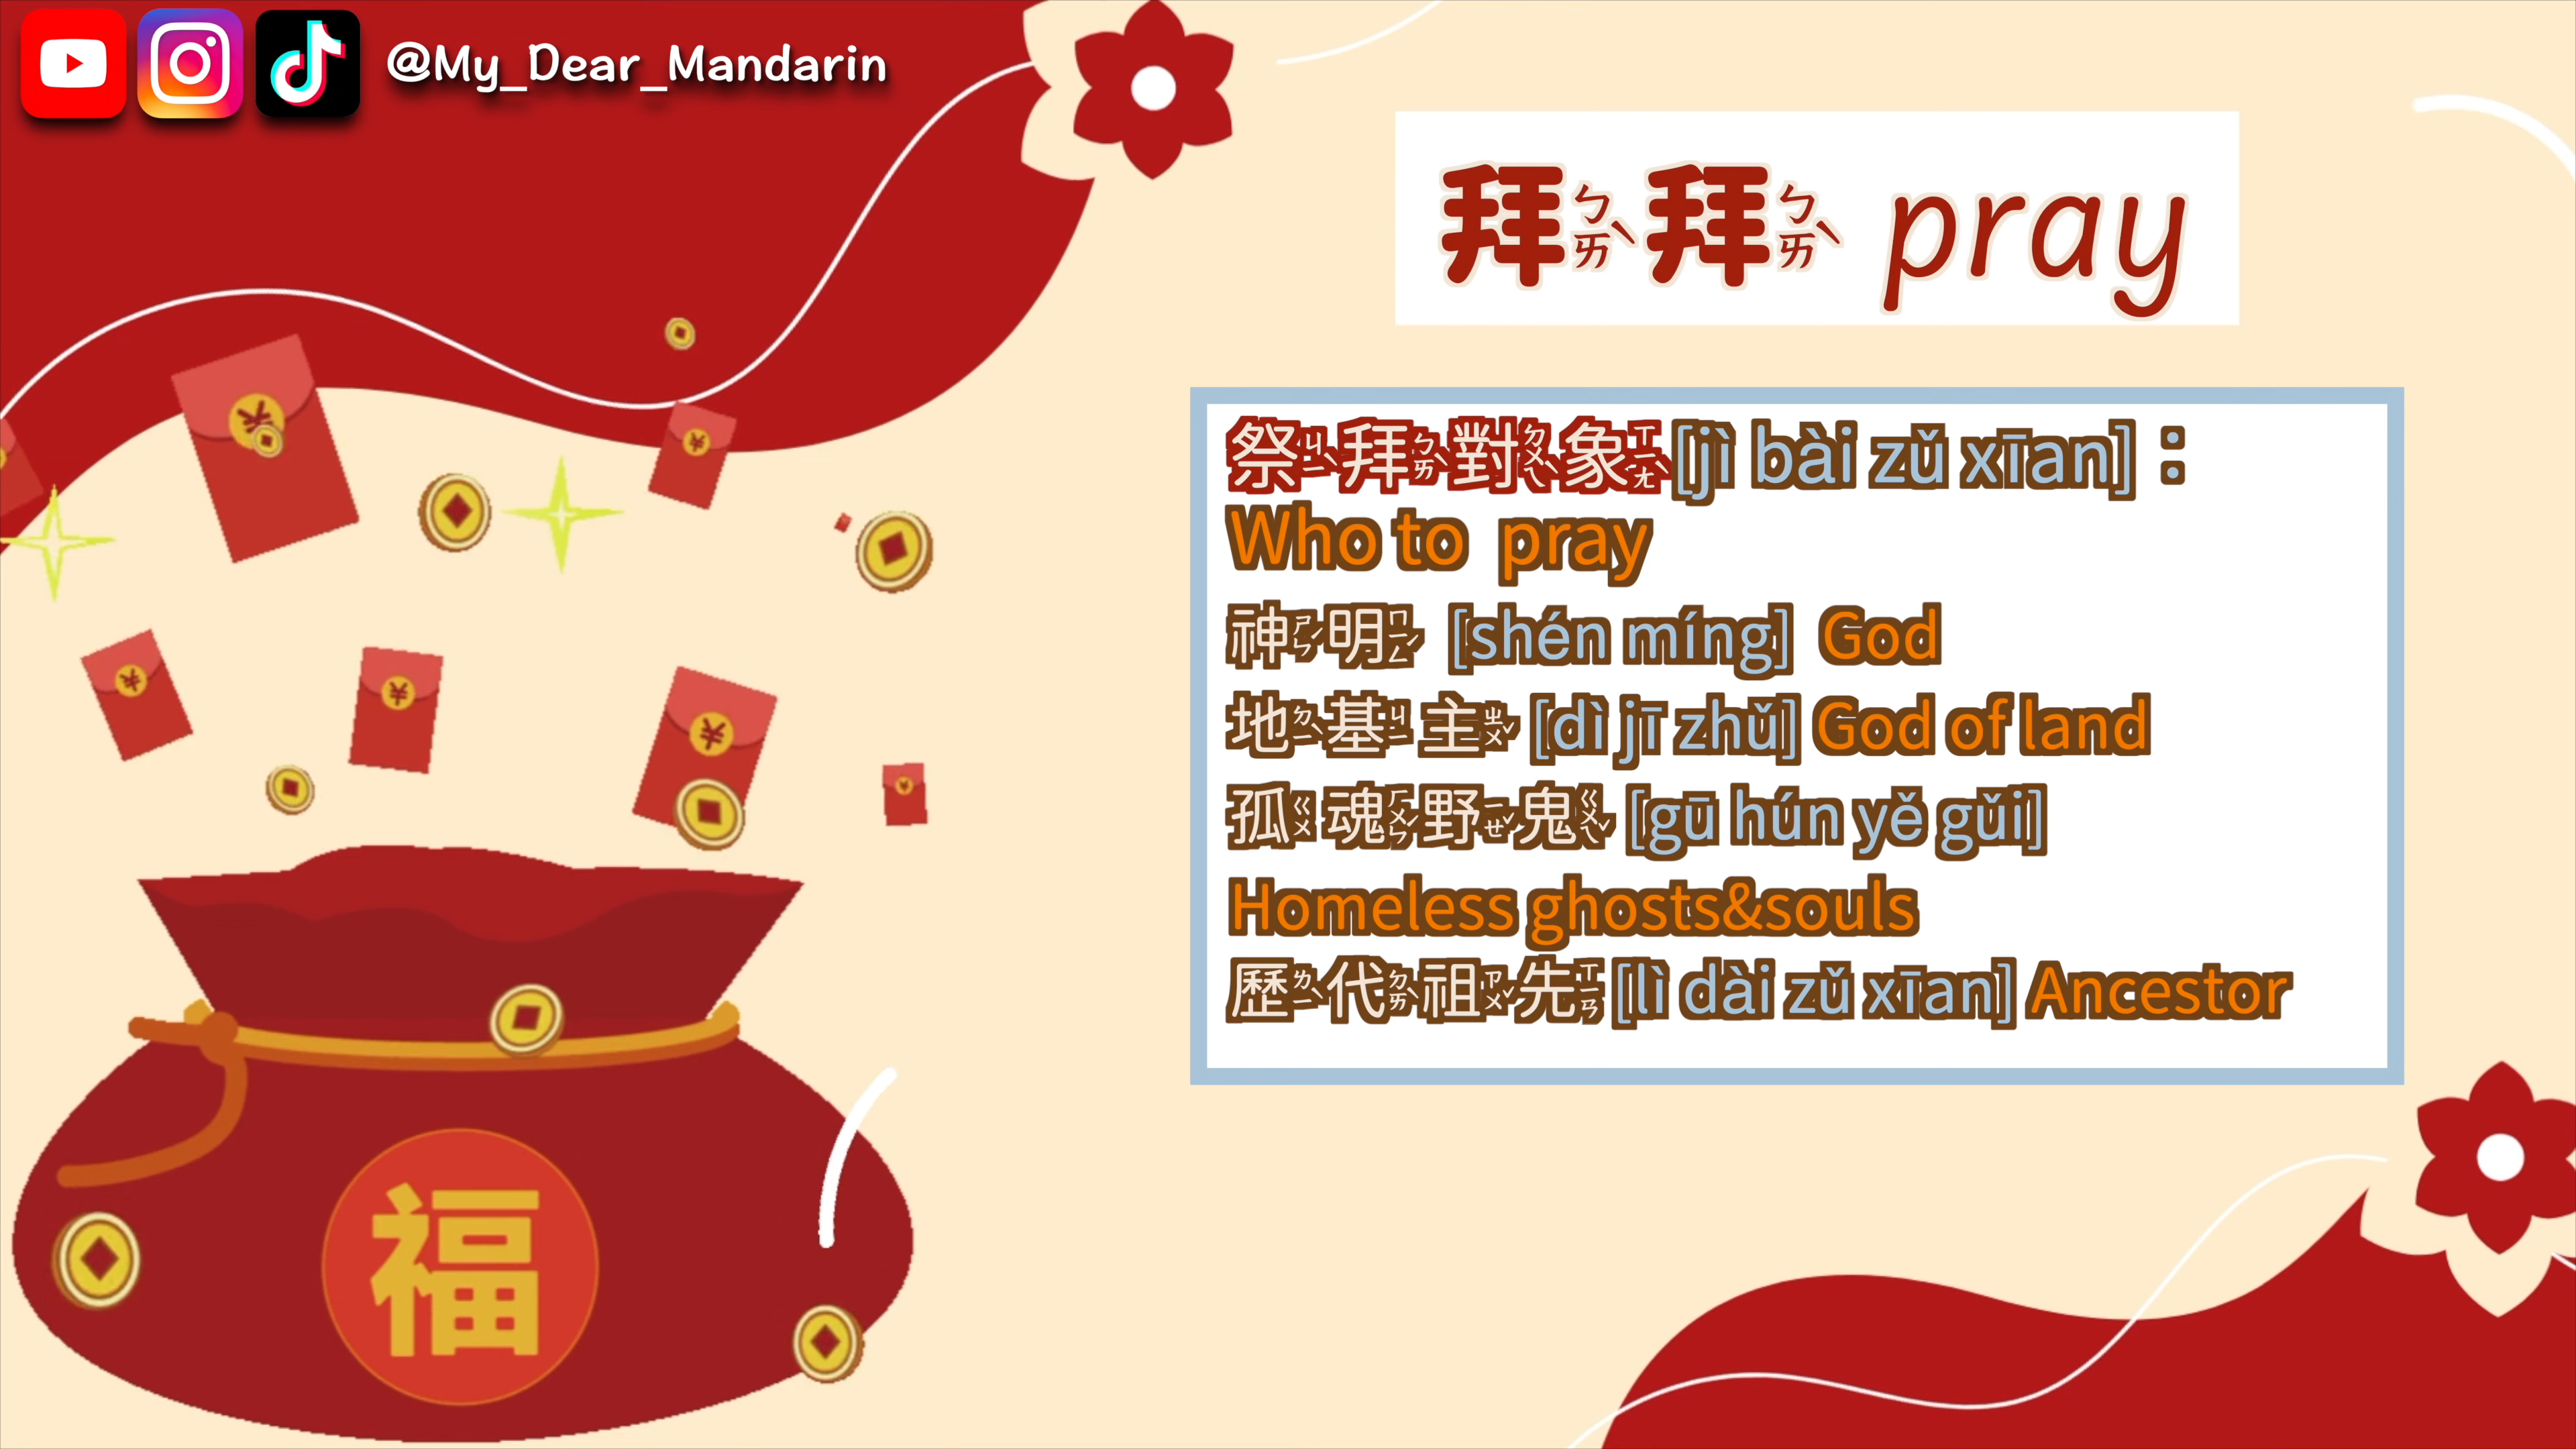 @My_Dear_Mandarin
拜ㄅㄞˋ拜ㄅㄞˋ pray
祭ㄐㄧˋ拜ㄅㄞˋ對ㄉㄨㄟˋ象ㄒㄧㄤˋ[jì bài zǔ xīan]：
Who to pray
神ㄕㄣˊ明ㄇㄧㄥˊ [shén míng] God
地ㄉㄧˋ基ㄐㄧ主ㄓㄨˇ [dì jī zhǔ] God of land
孤ㄍㄨ魂ㄏㄨㄣˊ野ㄧㄝˇ鬼ㄍㄨㄟˇ [gū hún yě gǔi]
Homeless ghosts&souls
歷ㄌㄧˋ代ㄉㄞˋ祖ㄗㄨˇ先ㄒㄧㄢ [lì dài zǔ xīan] Ancestor
福